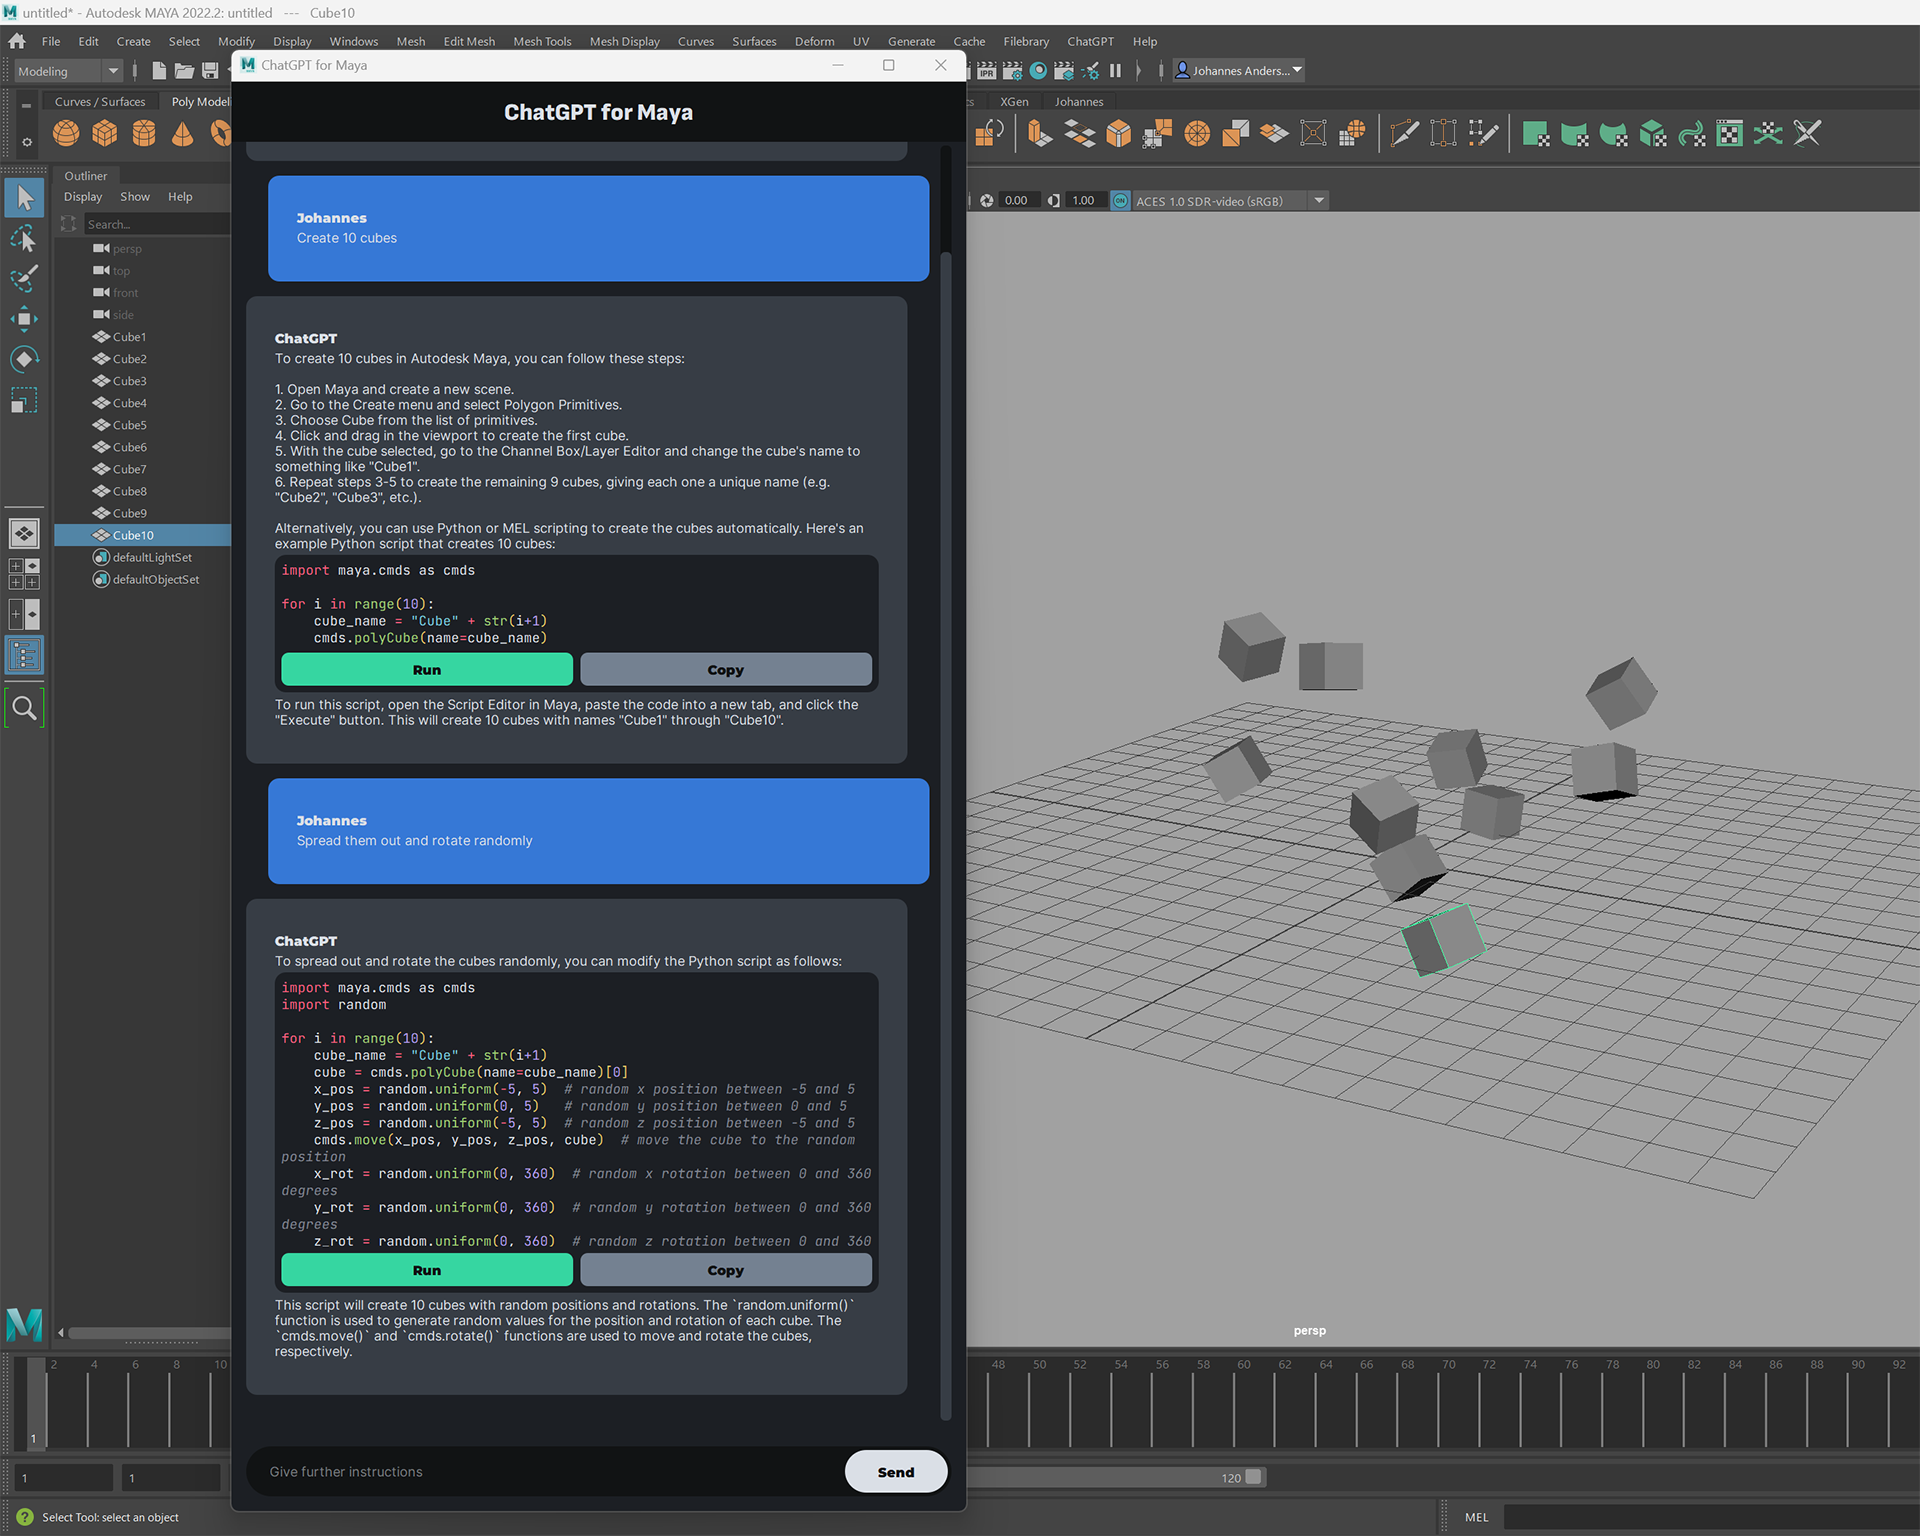 untitled* - Autodesk MAYA 2022.2: untitled --- Cube10
File Edit Create Select Modify Display Windows Mesh Edit Mesh Mesh Tools Mesh Display Curves Surfaces Deform UV Generate Cache Filebrary ChatGPT Help
Modeling
ChatGPT for Maya
IPR
Johannes Anders...
Curves / Surfaces Poly Modeli
XGen Johannes
ChatGPT for Maya
Outliner
Display Show Help
Search...
0.00 1.00 ON ACES 1.0 SDR-video (sRGB)
persp
top
front
side
Cube1
Cube2
Cube3
Cube4
Cube5
Cube6
Cube7
Cube8
Cube9
Cube10
defaultLightSet
defaultObjectSet
Johannes
Create 10 cubes
ChatGPT
To create 10 cubes in Autodesk Maya, you can follow these steps:
1. Open Maya and create a new scene.
2. Go to the Create menu and select Polygon Primitives.
3. Choose Cube from the list of primitives.
4. Click and drag in the viewport to create the first cube.
5. With the cube selected, go to the Channel Box/Layer Editor and change the cube's name to
something like "Cube1".
6. Repeat steps 3-5 to create the remaining 9 cubes, giving each one a unique name (e.g.
"Cube2", "Cube3", etc.).
Alternatively, you can use Python or MEL scripting to create the cubes automatically. Here's an
example Python script that creates 10 cubes:
import maya.cmds as cmds
for i in range(10):
cube_name = "Cube" + str(i+1)
cmds.polyCube(name=cube_name)
Run Copy
To run this script, open the Script Editor in Maya, paste the code into a new tab, and click the
"Execute" button. This will create 10 cubes with names "Cube1" through "Cube10".
Johannes
Spread them out and rotate randomly
ChatGPT
To spread out and rotate the cubes randomly, you can modify the Python script as follows:
import maya.cmds as cmds
import random
for i in range(10):
cube_name = "Cube" + str(i+1)
cube = cmds.polyCube(name=cube_name)[0]
x_pos = random.uniform(-5, 5) # random x position between -5 and 5
y_pos = random.uniform(0, 5) # random y position between 0 and 5
z_pos = random.uniform(-5, 5) # random z position between -5 and 5
cmds.move(x_pos, y_pos, z_pos, cube) # move the cube to the random
position
x_rot = random.uniform(0, 360) # random x rotation between 0 and 360
degrees
y_rot = random.uniform(0, 360) # random y rotation between 0 and 360
degrees
z_rot = random.uniform(0, 360) # random z rotation between 0 and 360
Run Copy
This script will create 10 cubes with random positions and rotations. The `random.uniform()`
function is used to generate random values for the position and rotation of each cube. The
`cmds.move()` and `cmds.rotate()` functions are used to move and rotate the cubes,
respectively.
persp
2 4 6 8 10
48 50 52 54 56 58 60 62 64 66 68 70 72 74 76 78 80 82 84 86 88 90 92
1
Give further instructions
Send
1 1
120
Select Tool: select an object
MEL